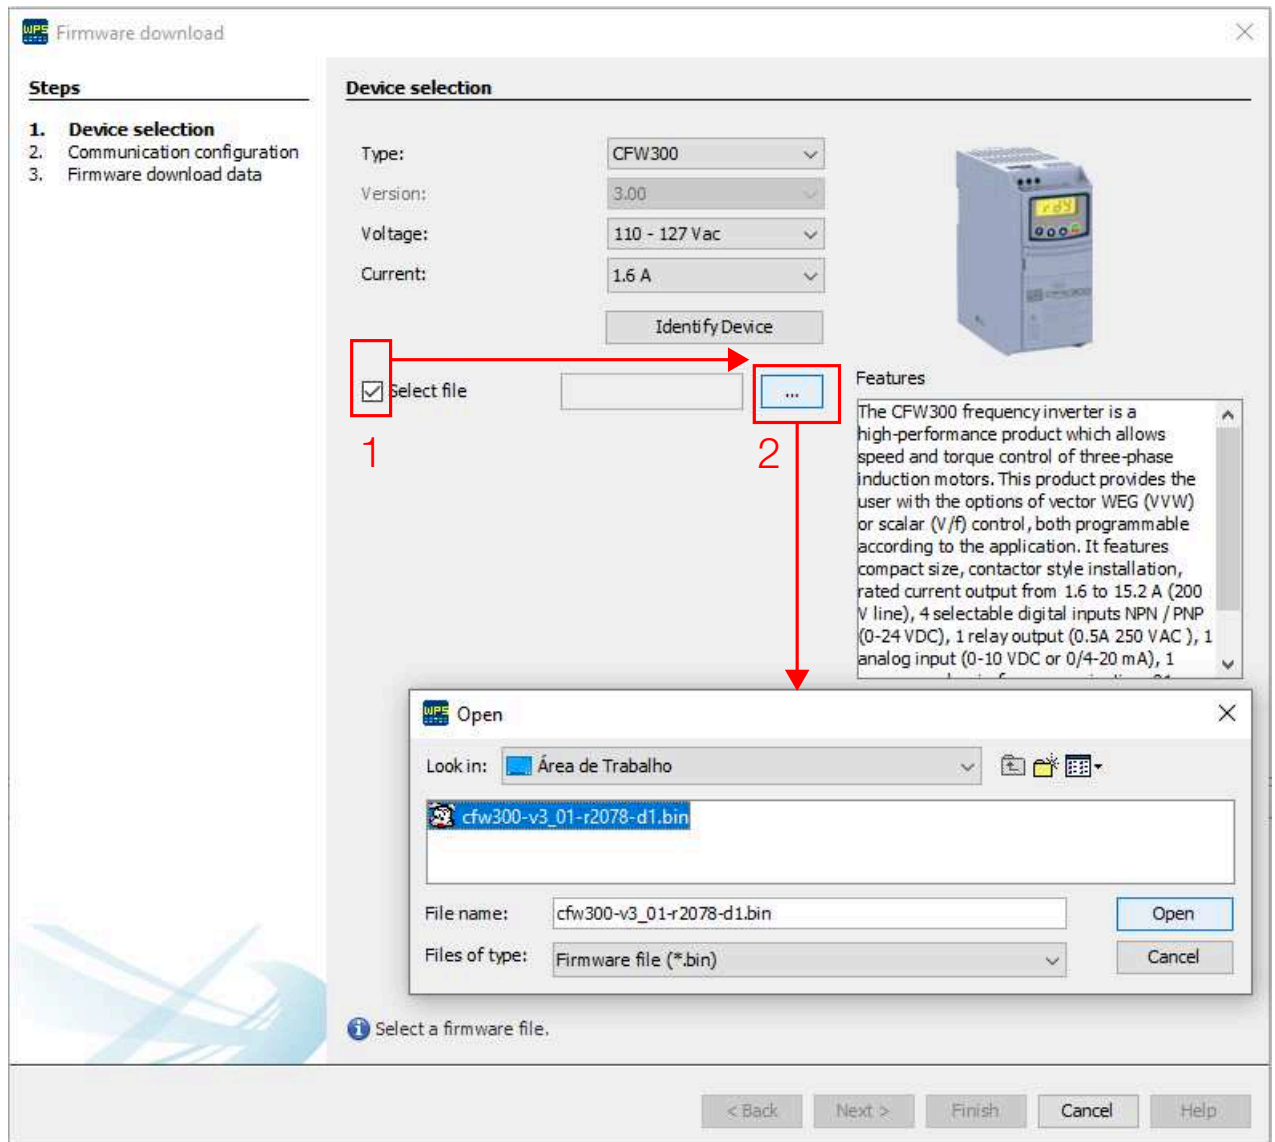 WPS Firmware download
Steps
1. Device selection
2. Communication configuration
3. Firmware download data
Device selection
Type: CFW300
Version: 3.00
Voltage: 110 - 127 Vac
Current: 1.6 A
Identify Device
Select file ...
1
2
rdy
Features
The CFW300 frequency inverter is a
high-performance product which allows
speed and torque control of three-phase
induction motors. This product provides the
user with the options of vector WEG (VVW)
or scalar (V/f) control, both programmable
according to the application. It features
compact size, contactor style installation,
rated current output from 1.6 to 15.2 A (200
V line), 4 selectable digital inputs NPN / PNP
(0-24 VDC), 1 relay output (0.5A 250 VAC ), 1
analog input (0-10 VDC or 0/4-20 mA), 1
WPS Open
Look in: Área de Trabalho
cfw300-v3_01-r2078-d1.bin
File name: cfw300-v3_01-r2078-d1.bin
Open
Files of type: Firmware file (*.bin)
Cancel
Select a firmware file.
< Back Next > Finish Cancel Help